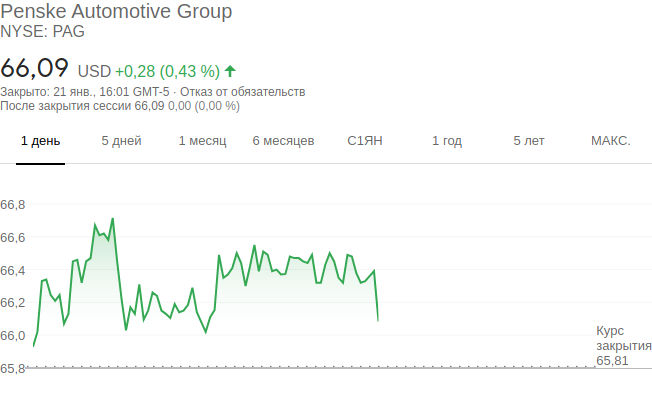 Penske Automotive Group
NYSE: PAG
66,09 USD +0,28 (0,43 %)
Закрыто: 21 янв., 16:01 GMT-5 · Отказ от обязательств
После закрытия сессии 66,09 0,00 (0,00 %)
1 день 5 дней 1 месяц 6 месяцев С1ЯН 1 год 5 лет МАКС.
66,8
66,6
66,4
66,2
66,0
Курс
закрытия
65,81
65,8